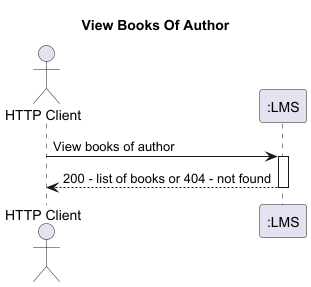 View Books Of Author
HTTP Client
:LMS
View books of author
200 - list of books or 404 - not found
HTTP Client
:LMS